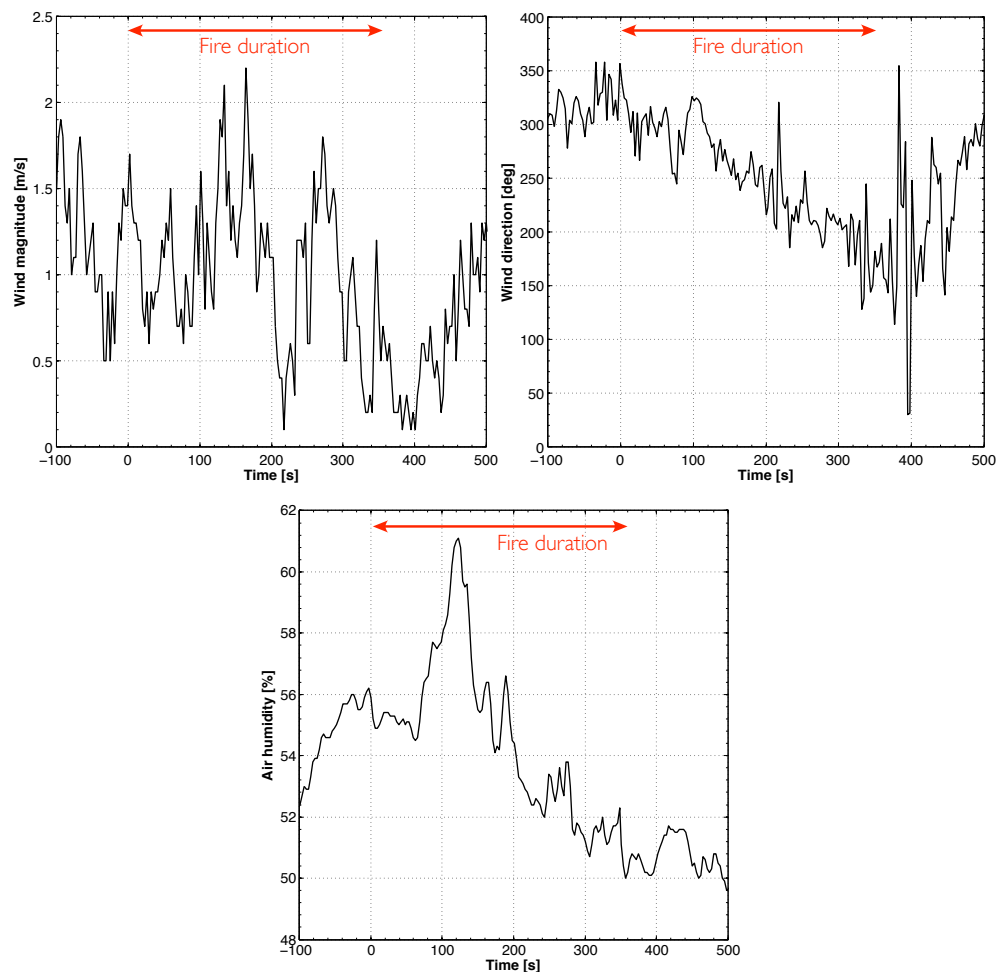 Fire duration
Wind magnitude [m/s]
2.5
2
1.5
1
0.5
0
−100 0 100 200 300 400 500
Time [s]
Fire duration
Wind direction [deg]
400
350
300
250
200
150
100
50
0
−100 0 100 200 300 400 500
Time [s]
Fire duration
Air humidity [%]
62
60
58
56
54
52
50
48
−100 0 100 200 300 400 500
Time [s]